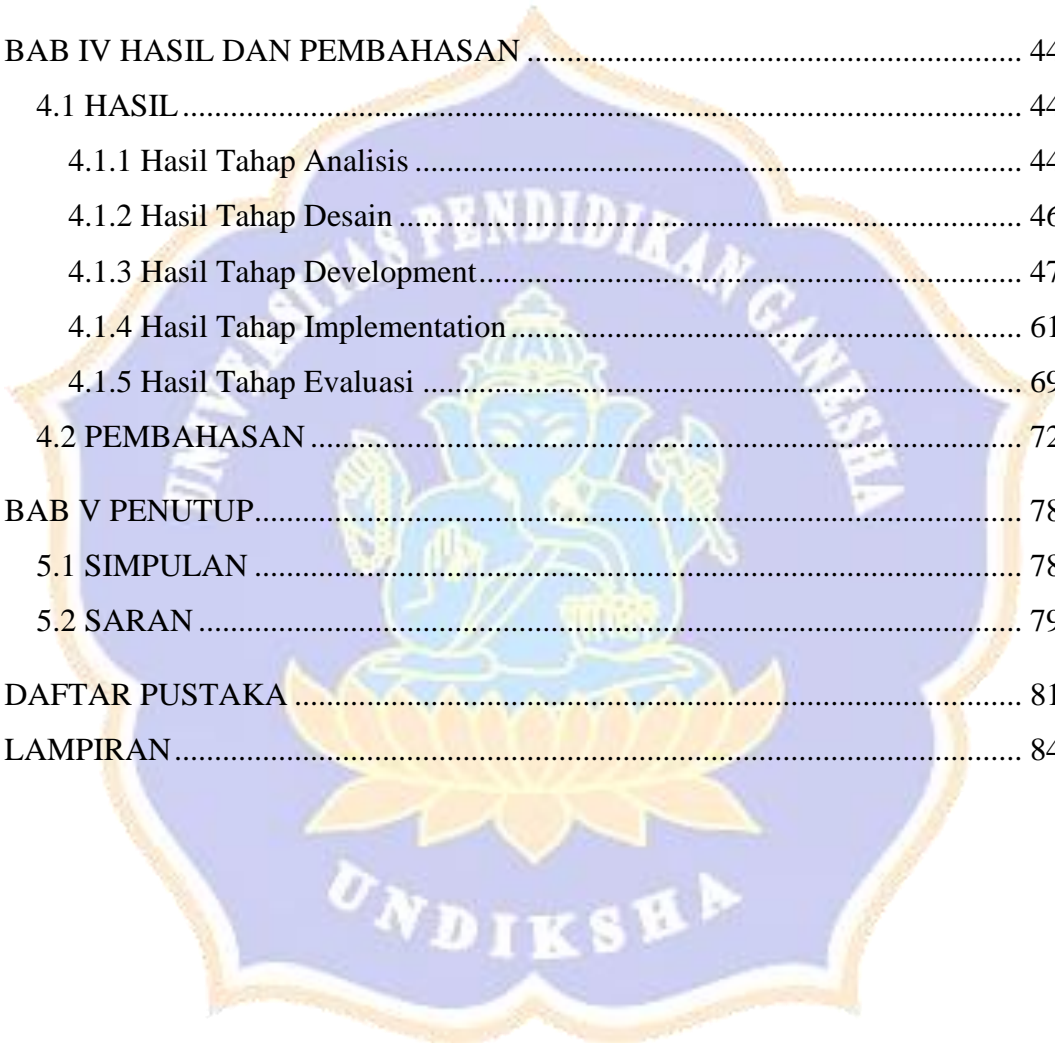 BAB IV HASIL DAN PEMBAHASAN ........................................................ 44
4.1 HASIL ........................................................ 44
4.1.1 Hasil Tahap Analisis ........................................................ 44
4.1.2 Hasil Tahap Desain ........................................................ 46
4.1.3 Hasil Tahap Development ........................................................ 47
4.1.4 Hasil Tahap Implementation ........................................................ 61
4.1.5 Hasil Tahap Evaluasi ........................................................ 69
4.2 PEMBAHASAN ........................................................ 72
BAB V PENUTUP ........................................................ 78
5.1 SIMPULAN ........................................................ 78
5.2 SARAN ........................................................ 79
DAFTAR PUSTAKA ........................................................ 81
LAMPIRAN ........................................................ 84
UNIVERSITAS PENDIDIKAN GANESHA
UNDIKSHA